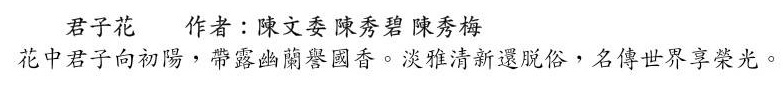 君子花　　作者：陳文委 陳秀碧 陳秀梅
花中君子向初陽，帶露幽蘭譽國香。淡雅清新還脱俗，名傳世界享榮光。